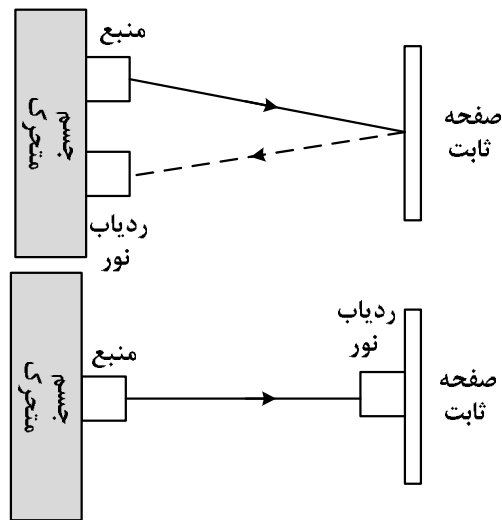 منبع
جسم
متحرک
صفحه
ثابت
ردیاب
نور
ردیاب
نور
منبع
جسم
متحرک
صفحه
ثابت